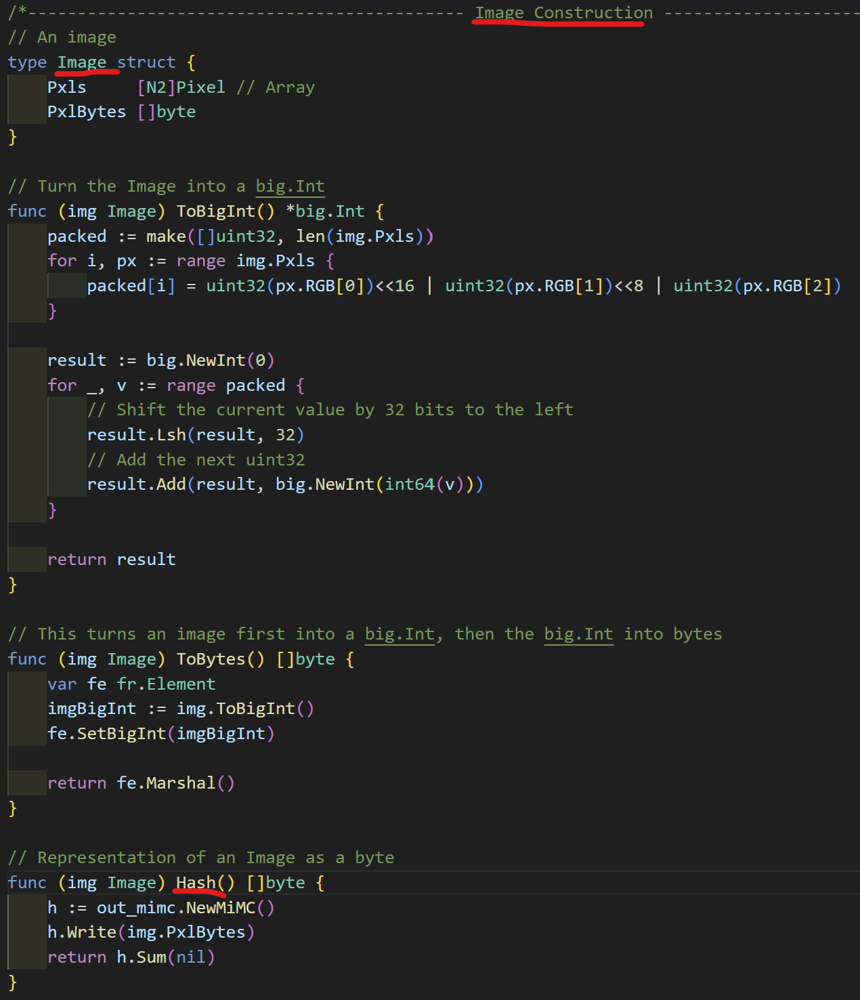 /*-------------------------------------------- Image Construction --------------------
// An image
type Image struct {
    Pxls     [N2]Pixel // Array
    PxlBytes []byte
}
// Turn the Image into a big.Int
func (img Image) ToBigInt() *big.Int {
    packed := make([]uint32, len(img.Pxls))
    for i, px := range img.Pxls {
        packed[i] = uint32(px.RGB[0])<<16 | uint32(px.RGB[1])<<8 | uint32(px.RGB[2])
    }
    result := big.NewInt(0)
    for _, v := range packed {
        // Shift the current value by 32 bits to the left
        result.Lsh(result, 32)
        // Add the next uint32
        result.Add(result, big.NewInt(int64(v)))
    }
    return result
}
// This turns an image first into a big.Int, then the big.Int into bytes
func (img Image) ToBytes() []byte {
    var fe fr.Element
    imgBigInt := img.ToBigInt()
    fe.SetBigInt(imgBigInt)
    return fe.Marshal()
}
// Representation of an Image as a byte
func (img Image) Hash() []byte {
    h := out_mimc.NewMiMC()
    h.Write(img.PxlBytes)
    return h.Sum(nil)
}